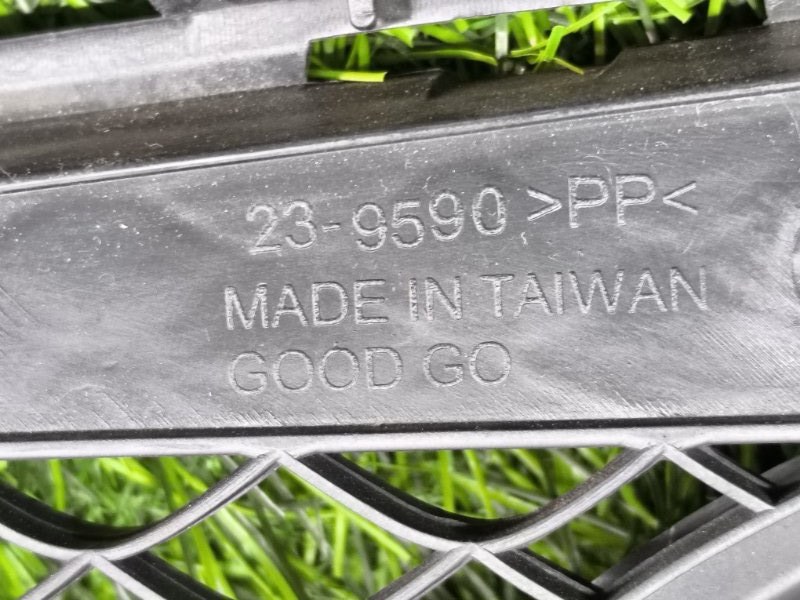 23-9590 >PP<
MADE IN TAIWAN
GOOD GO